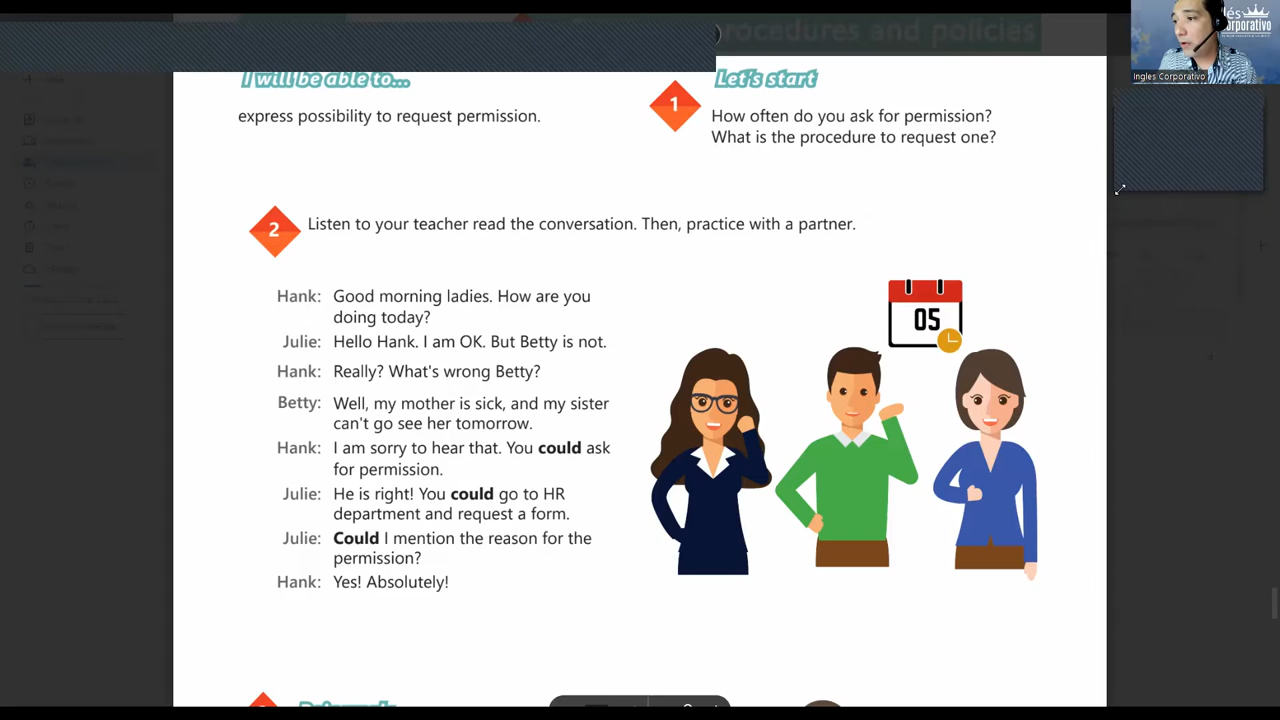 rocedures and policies
I will be able to...
Let's start
express possibility to request permission.
1
How often do you ask for permission?
What is the procedure to request one?
2
Listen to your teacher read the conversation. Then, practice with a partner.
Hank: Good morning ladies. How are you
doing today?
Julie: Hello Hank. I am OK. But Betty is not.
Hank: Really? What's wrong Betty?
Betty: Well, my mother is sick, and my sister
can't go see her tomorrow.
Hank: I am sorry to hear that. You could ask
for permission.
Julie: He is right! You could go to HR
department and request a form.
Julie: Could I mention the reason for the
permission?
Hank: Yes! Absolutely!
05
Ingles Corporativo